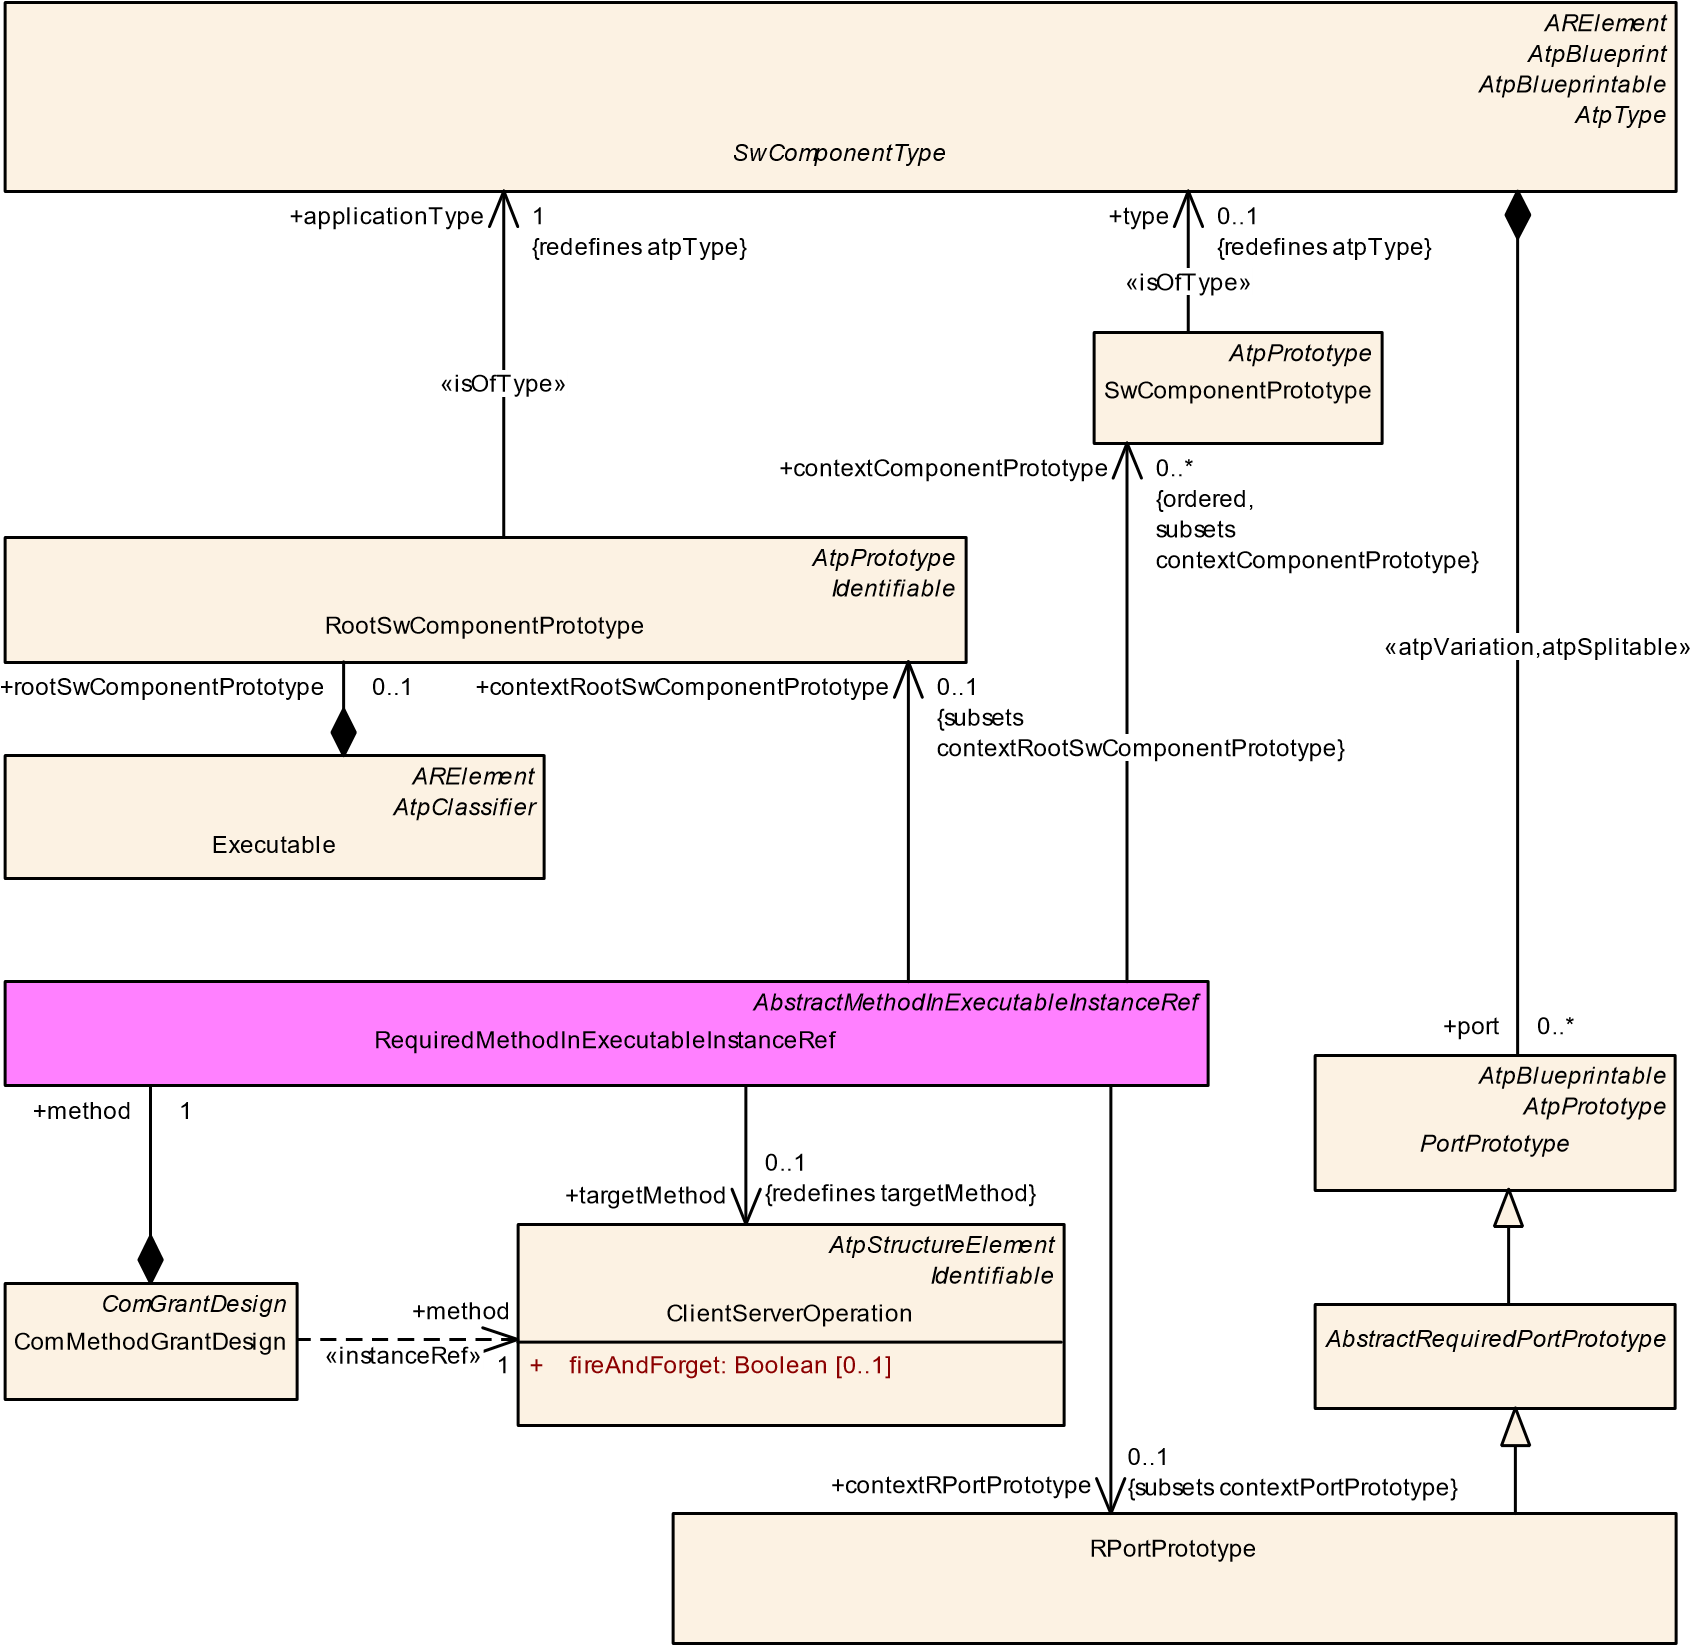 ARElement
AtpBlueprint
AtpBlueprintable
AtpType
SwComponentType
+applicationType
1
{redefines atpType}
+type
0..1
{redefines atpType}
«isOfType»
AtpPrototype
SwComponentPrototype
«isOfType»
+contextComponentPrototype
0..*
{ordered,
subsets
contextComponentPrototype}
AtpPrototype
Identifiable
RootSwComponentPrototype
«atpVariation,atpSplitable»
+rootSwComponentPrototype
0..1
+contextRootSwComponentPrototype
0..1
{subsets
contextRootSwComponentPrototype}
ARElement
AtpClassifier
Executable
AbstractMethodInExecutableInstanceRef
RequiredMethodInExecutableInstanceRef
+port
0..*
AtpBlueprintable
AtpPrototype
PortPrototype
+method
1
0..1
{redefines targetMethod}
+targetMethod
AtpStructureElement
Identifiable
ClientServerOperation
+ fireAndForget: Boolean [0..1]
ComGrantDesign
ComMethodGrantDesign
+method
«instanceRef»
1
AbstractRequiredPortPrototype
+contextRPortPrototype
0..1
{subsets contextPortPrototype}
RPortPrototype